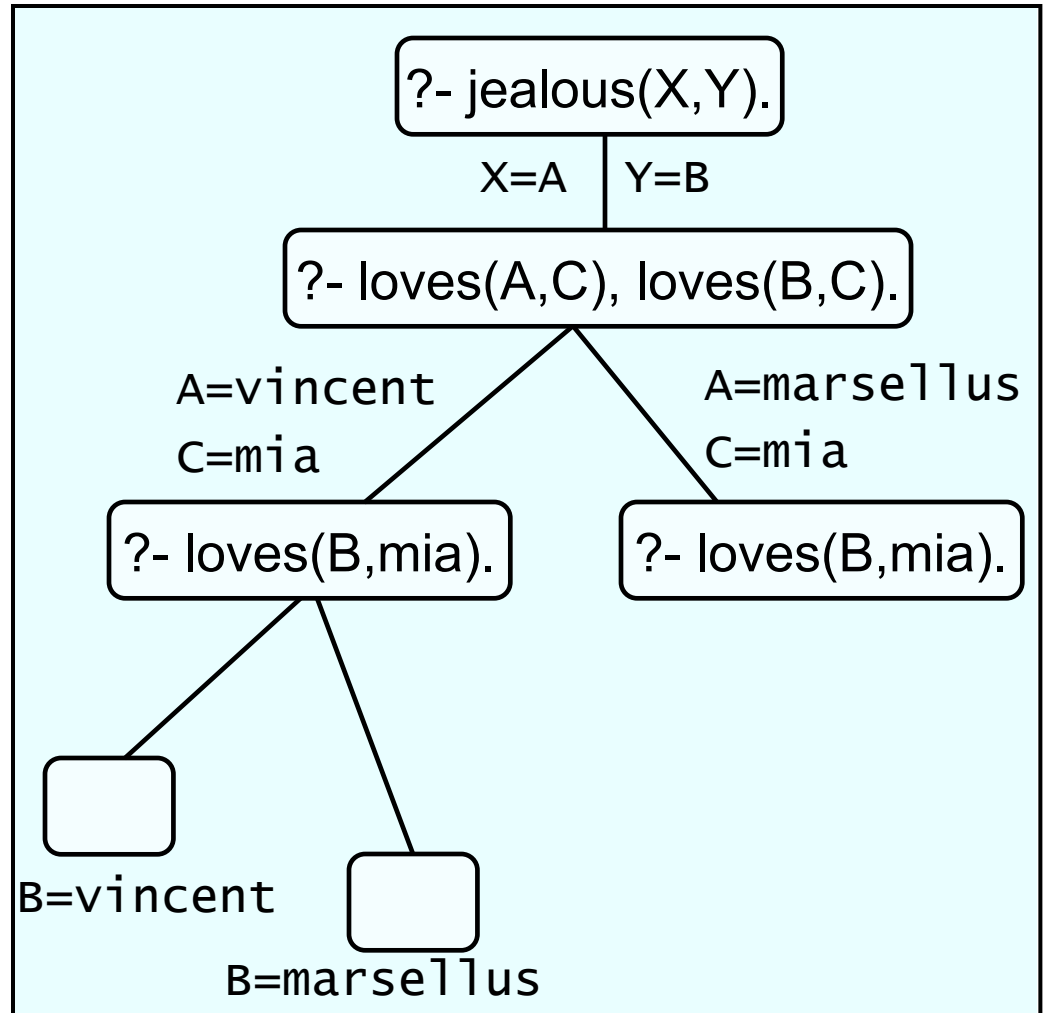 ?- jealous(X,Y).
X=A Y=B
?- loves(A,C), loves(B,C).
A=vincent
C=mia
A=marsellus
C=mia
?- loves(B,mia).
?- loves(B,mia).
B=vincent
B=marsellus